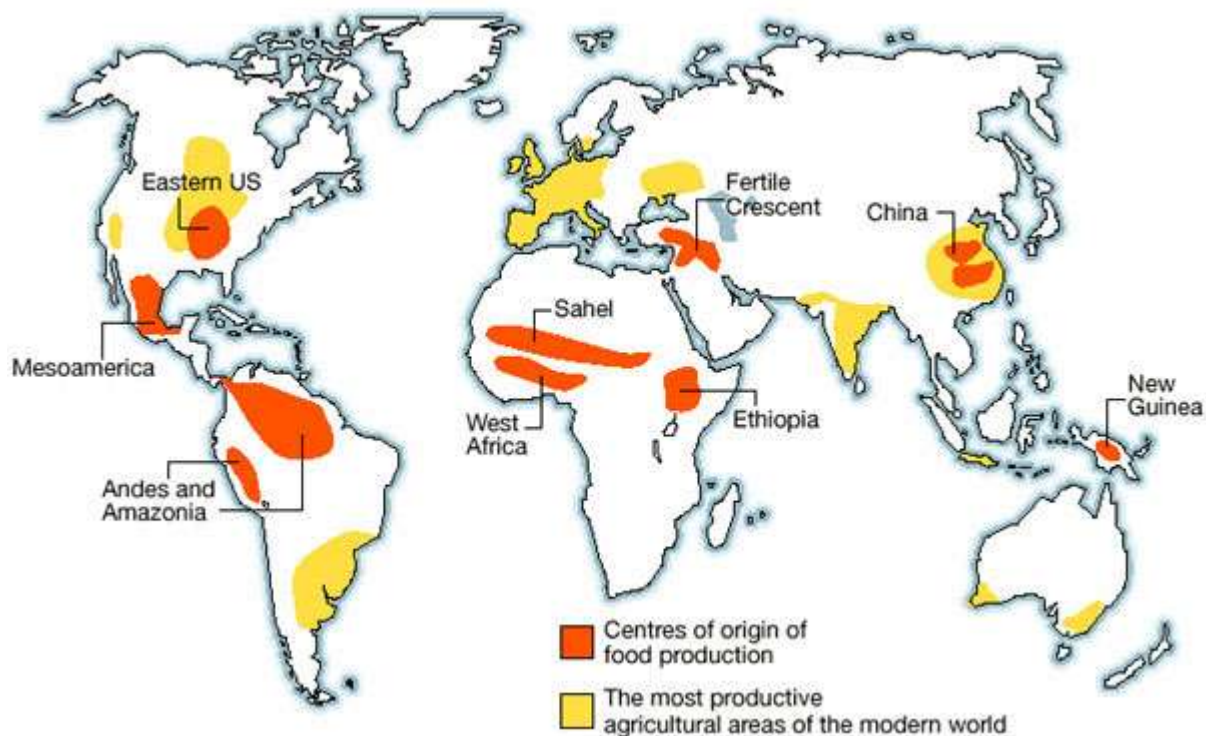 Eastern US
Fertile
Crescent
China
Sahel
Mesoamerica
West
Africa
Ethiopia
New
Guinea
Andes and
Amazonia
Centres of origin of
food production
The most productive
agricultural areas of the modern world